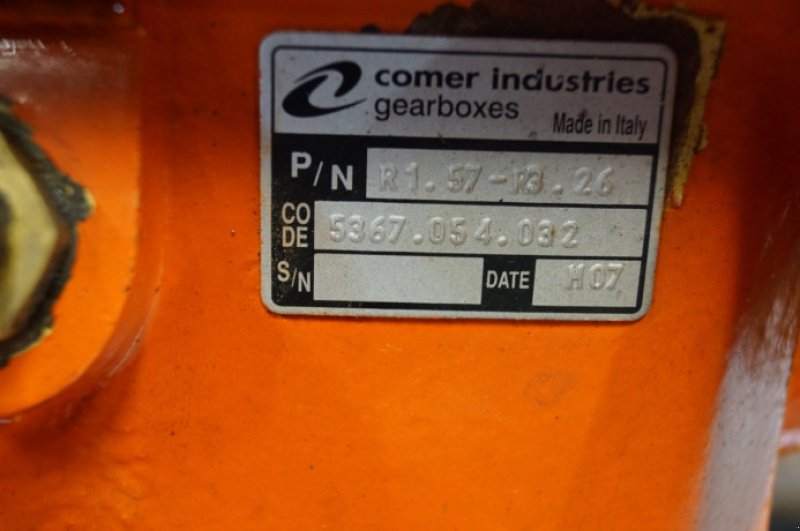 comer industries
gearboxes
Made in Italy
P/N R1.57-R3.26
CODE 5367.054.032
S/N DATE H07